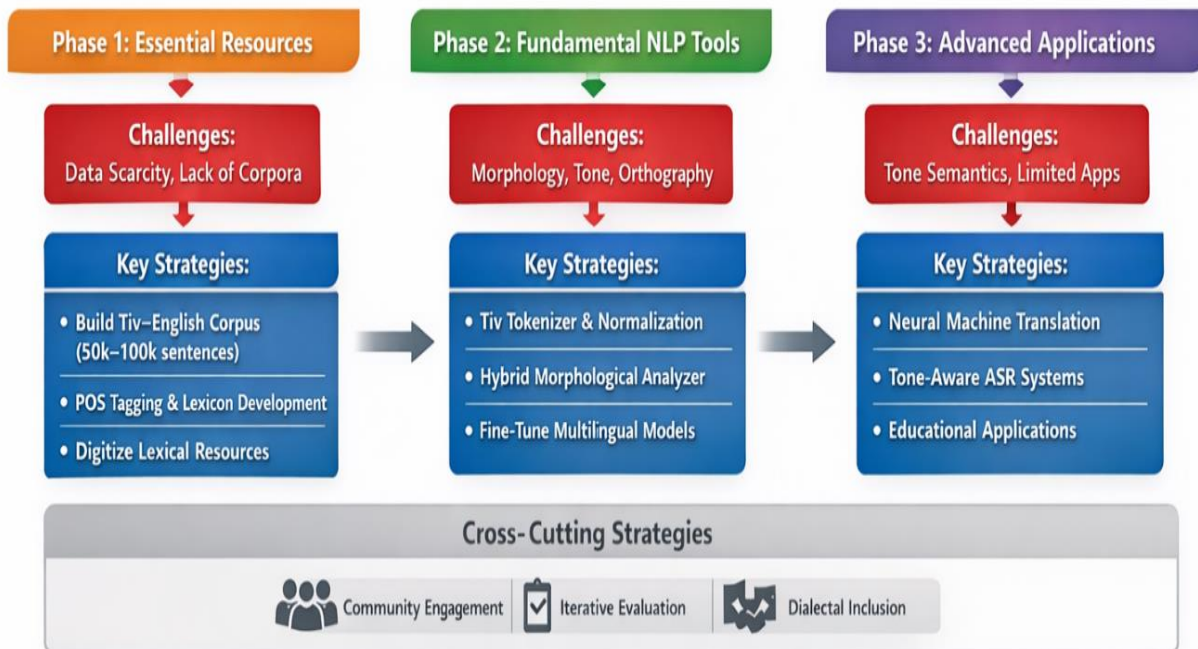 Phase 1: Essential Resources
Challenges:
Data Scarcity, Lack of Corpora
Key Strategies:
• Build Tiv–English Corpus
(50k–100k sentences)
• POS Tagging & Lexicon Development
• Digitize Lexical Resources
Phase 2: Fundamental NLP Tools
Challenges:
Morphology, Tone, Orthography
Key Strategies:
• Tiv Tokenizer & Normalization
• Hybrid Morphological Analyzer
• Fine-Tune Multilingual Models
Phase 3: Advanced Applications
Challenges:
Tone Semantics, Limited Apps
Key Strategies:
• Neural Machine Translation
• Tone-Aware ASR Systems
• Educational Applications
Cross-Cutting Strategies
Community Engagement
Iterative Evaluation
Dialectal Inclusion